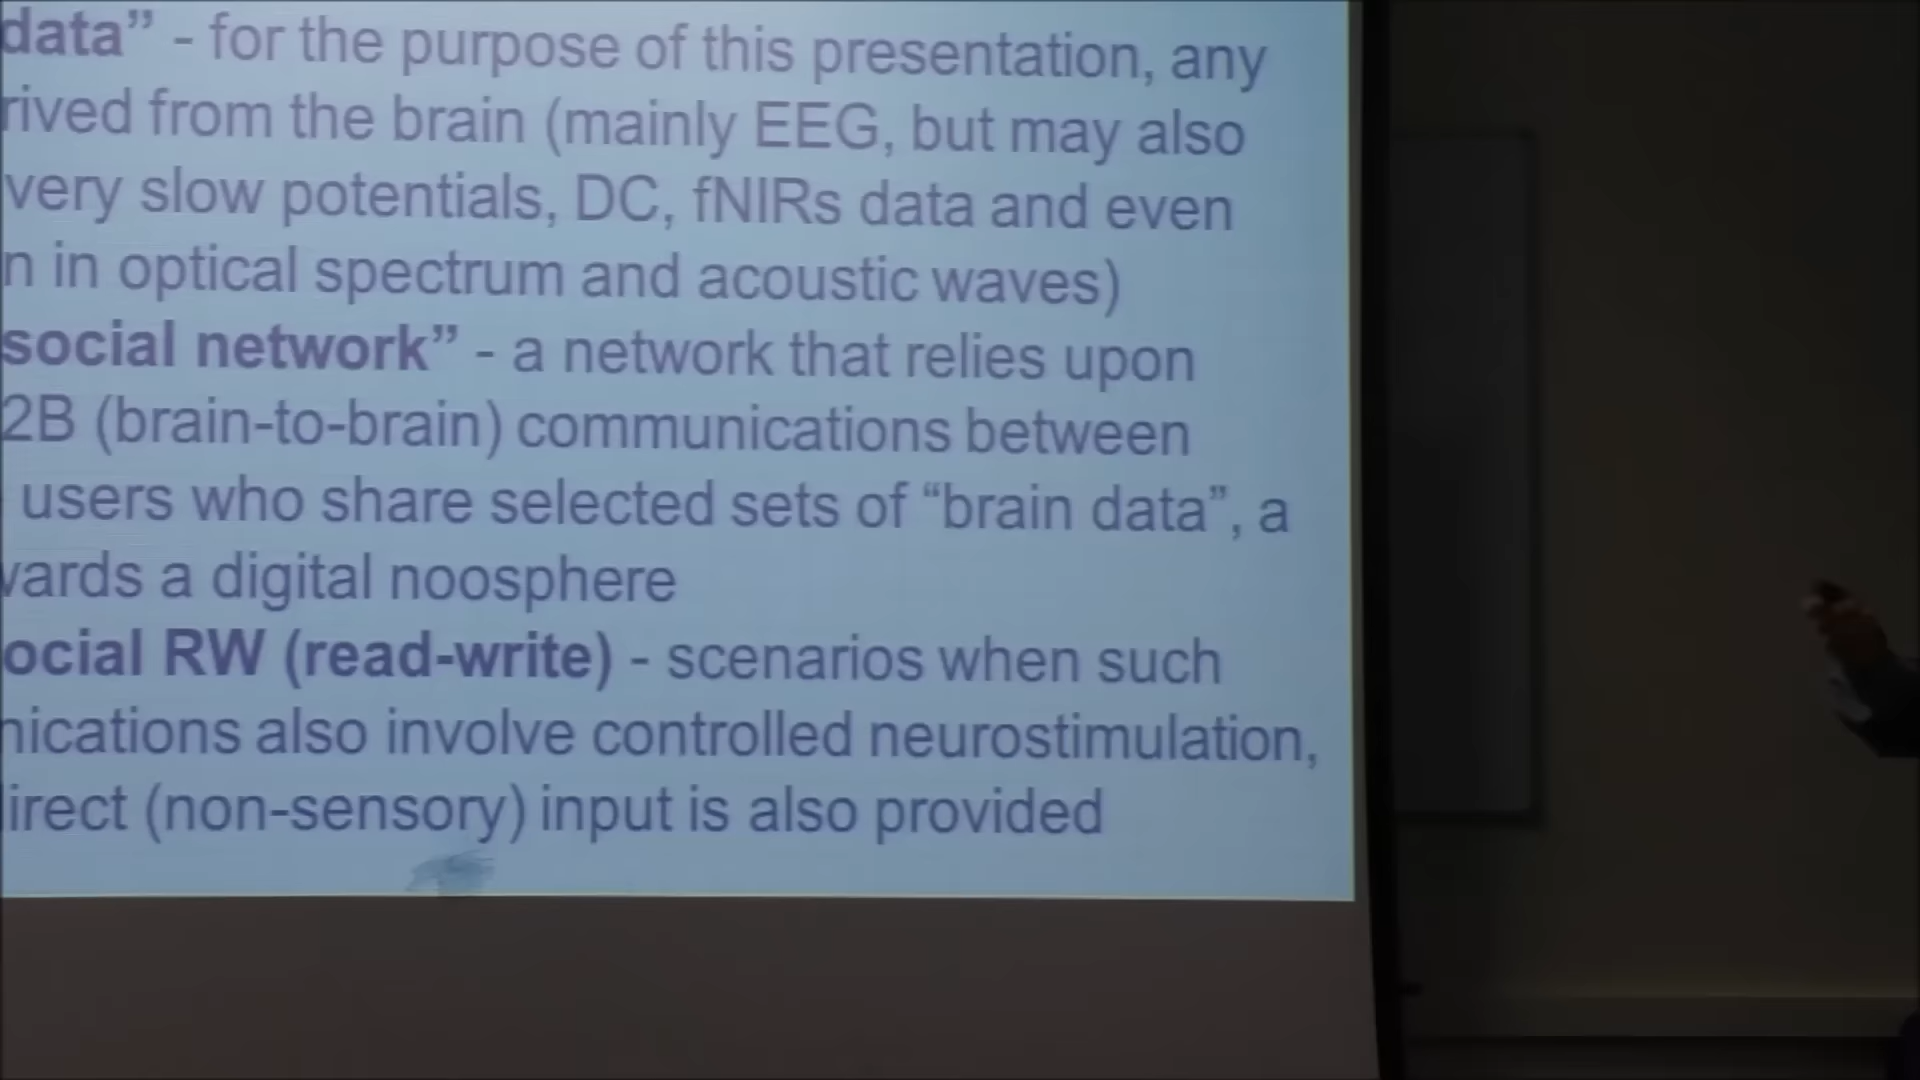 data” - for the purpose of this presentation, any
rived from the brain (mainly EEG, but may also
very slow potentials, DC, fNIRs data and even
n in optical spectrum and acoustic waves)
social network” - a network that relies upon
2B (brain-to-brain) communications between
users who share selected sets of “brain data”, a
wards a digital noosphere
ocial RW (read-write) - scenarios when such
nications also involve controlled neurostimulation,
direct (non-sensory) input is also provided